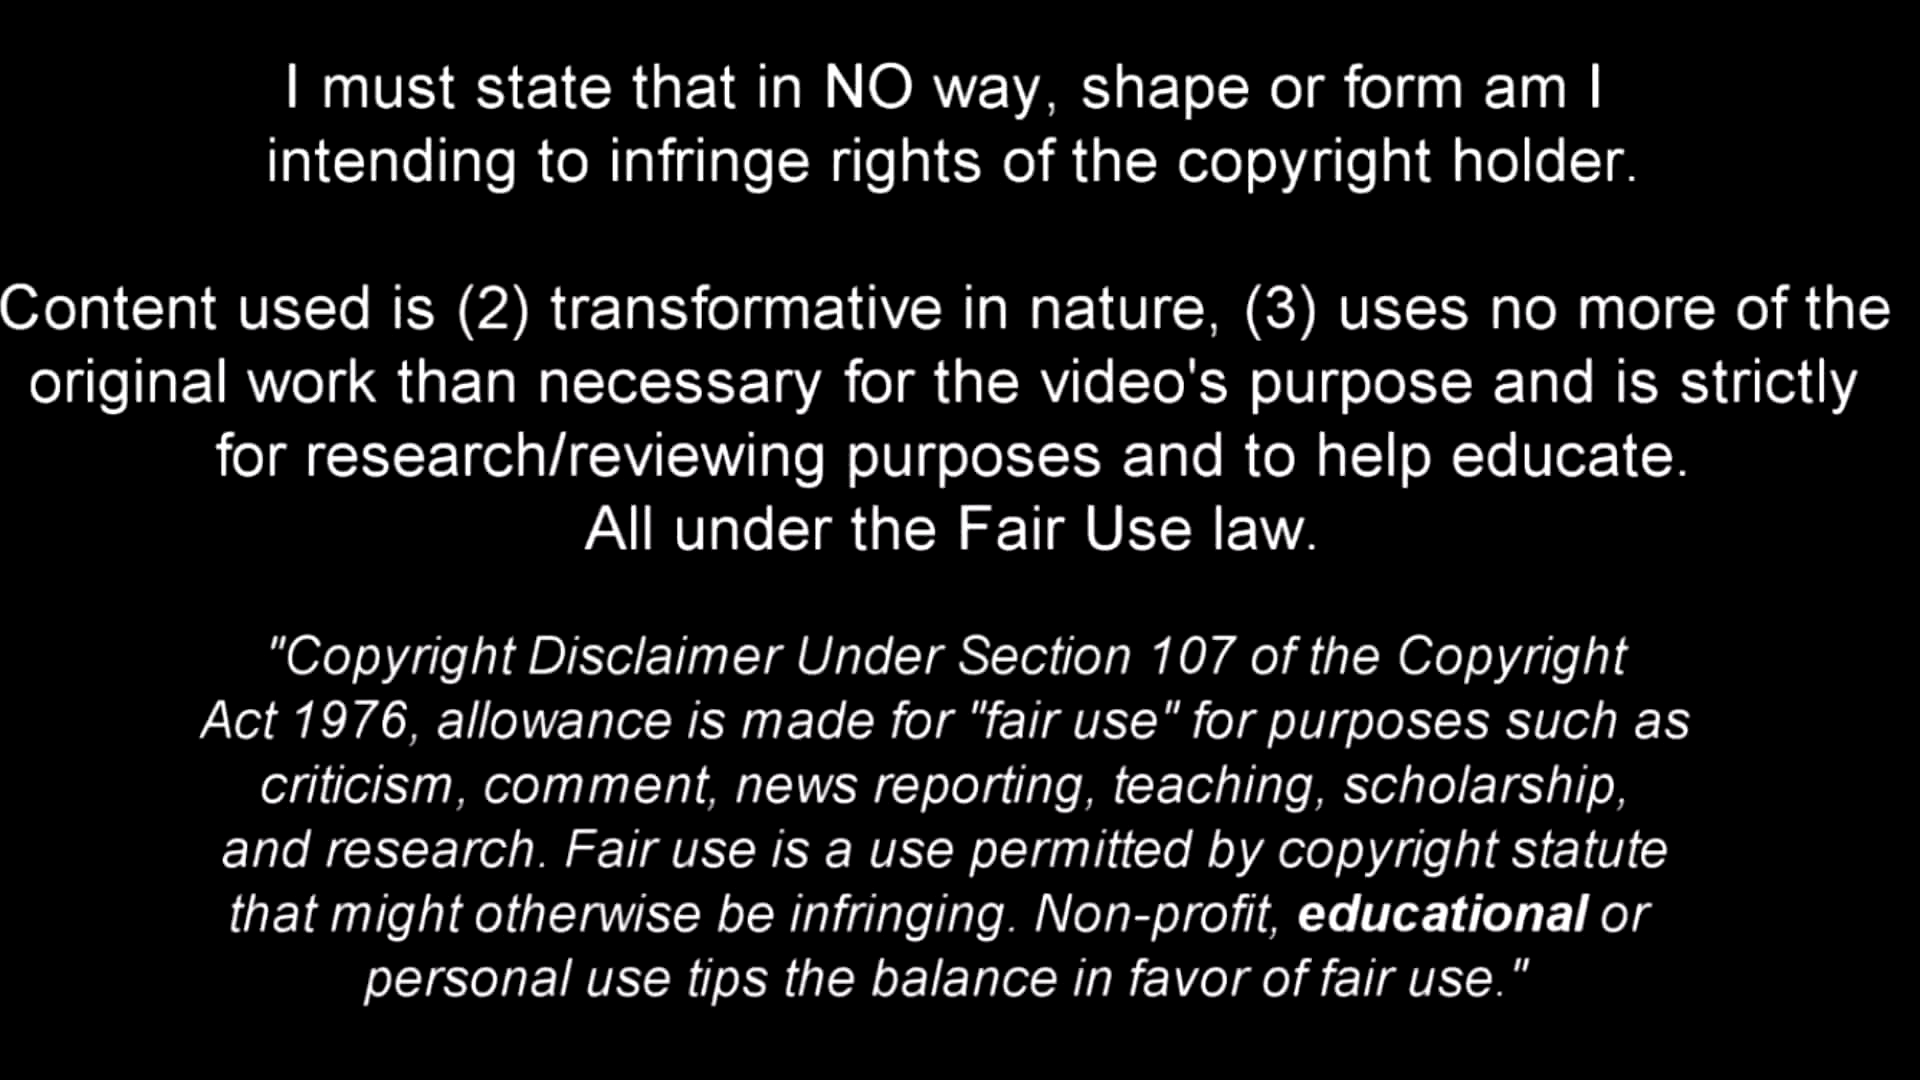 I must state that in NO way, shape or form am I
intending to infringe rights of the copyright holder.
Content used is (2) transformative in nature, (3) uses no more of the
original work than necessary for the video's purpose and is strictly
for research/reviewing purposes and to help educate.
All under the Fair Use law.
"Copyright Disclaimer Under Section 107 of the Copyright
Act 1976, allowance is made for "fair use" for purposes such as
criticism, comment, news reporting, teaching, scholarship,
and research. Fair use is a use permitted by copyright statute
that might otherwise be infringing. Non-profit, educational or
personal use tips the balance in favor of fair use."